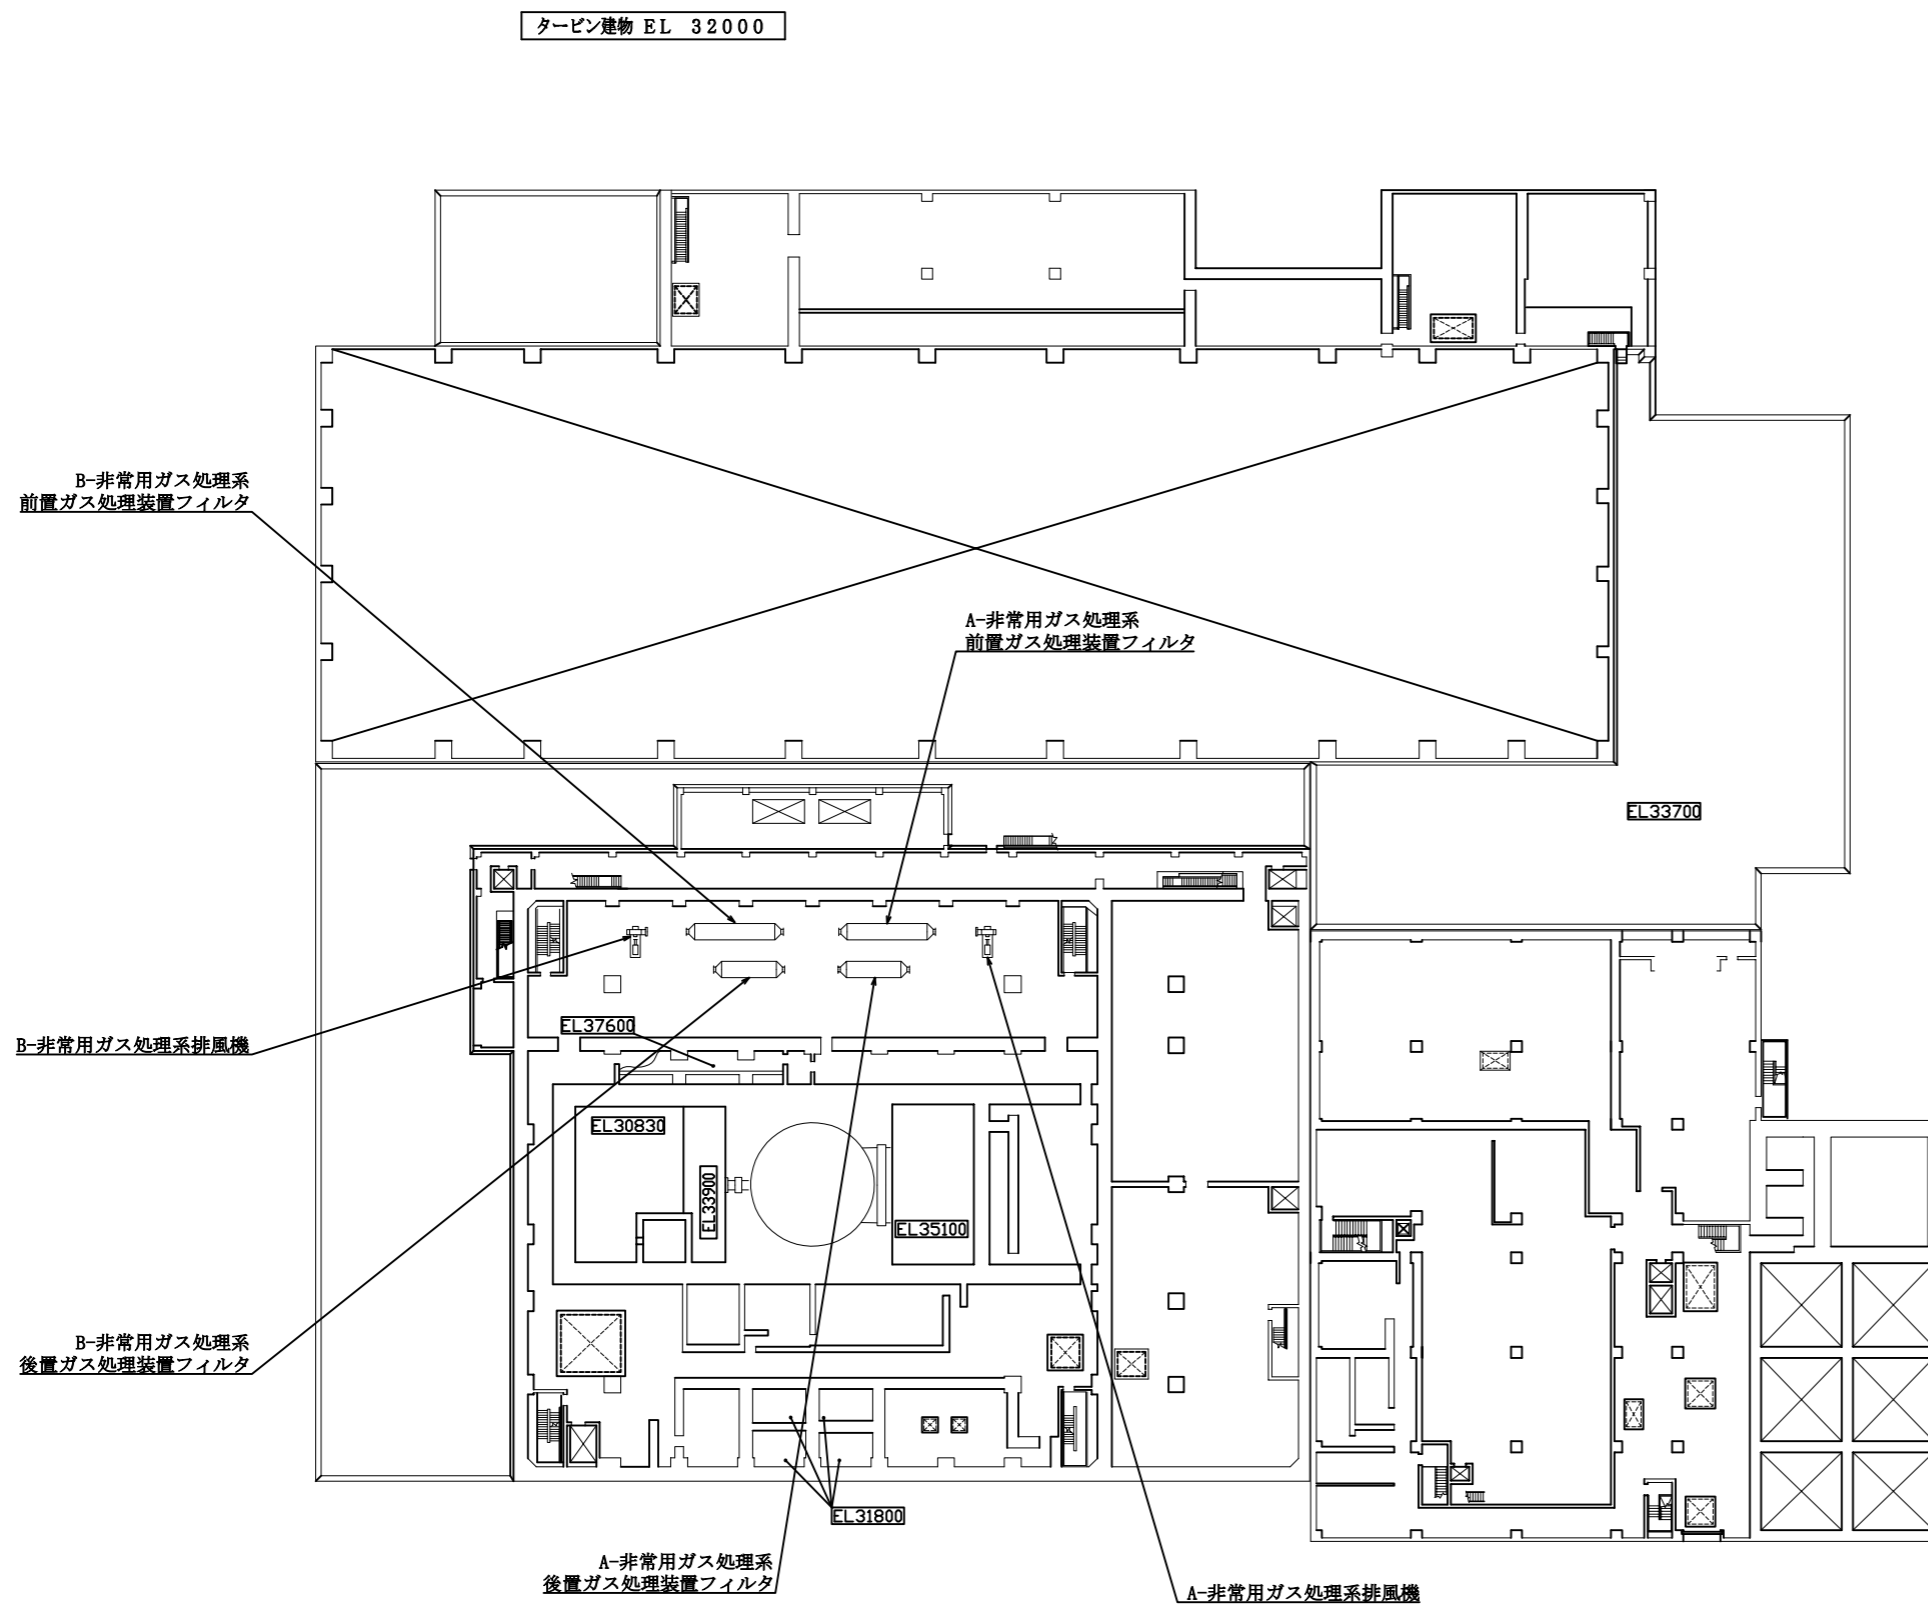 タービン建物 EL 32000
B-非常用ガス処理系
前置ガス処理装置フィルタ
A-非常用ガス処理系
前置ガス処理装置フィルタ
EL33700
EL37600
B-非常用ガス処理系排風機
EL30830
EL33900
EL35100
B-非常用ガス処理系
後置ガス処理装置フィルタ
EL31800
A-非常用ガス処理系
後置ガス処理装置フィルタ
A-非常用ガス処理系排風機